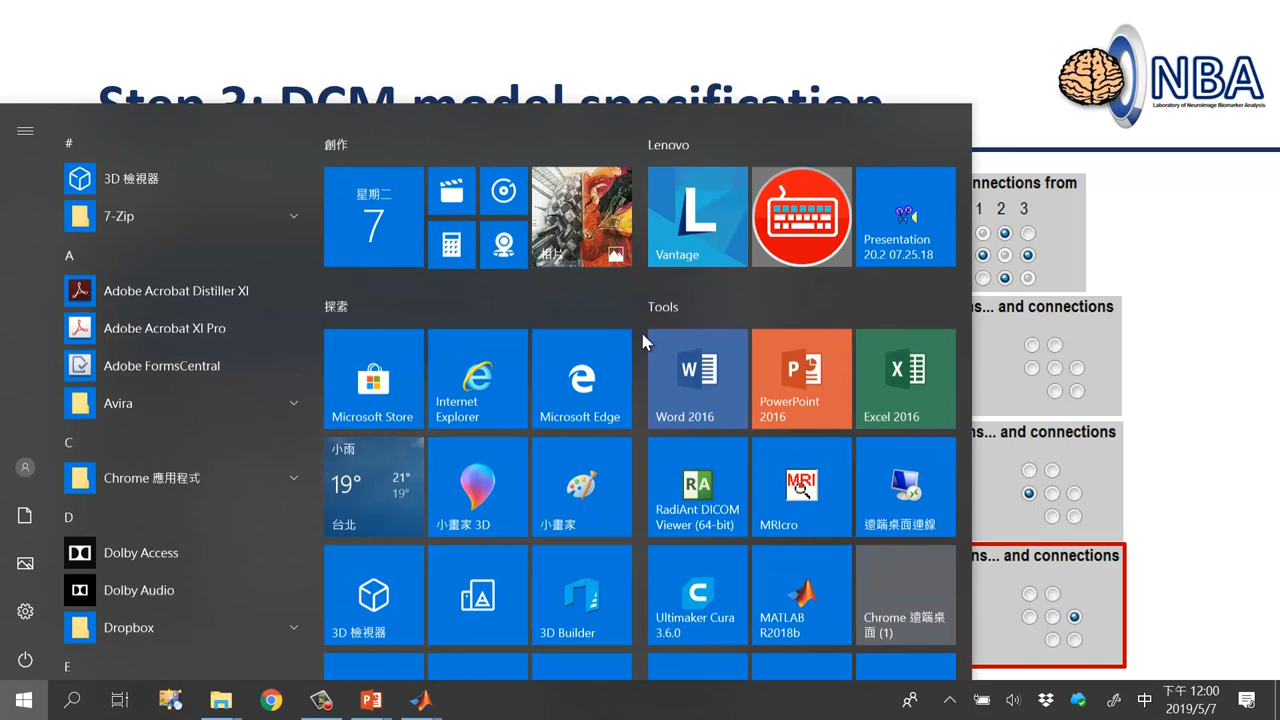 Step 3: DCM model specification
NBA
Laboratory of Neuroimage Biomarker Analysis
#
3D 檢視器
7-Zip
A
Adobe Acrobat Distiller XI
Adobe Acrobat XI Pro
Adobe FormsCentral
Avira
C
Chrome 應用程式
D
Dolby Access
Dolby Audio
Dropbox
E
創作
星期二
7
相片
探索
Microsoft Store
Internet
Explorer
Microsoft Edge
小雨
19°
21°
19°
台北
小畫家 3D
小畫家
3D 檢視器
3D Builder
Lenovo
Vantage
Presentation
20.2 07.25.18
Tools
Word 2016
PowerPoint
2016
Excel 2016
RadiAnt DICOM
Viewer (64-bit)
MRI
MRIcro
遠端桌面連線
Ultimaker Cura
3.6.0
MATLAB
R2018b
Chrome 遠端桌
面 (1)
nnections from
1 2 3
ns... and connections
s... and connections
ns... and connections
中
下午 12:00
2019/5/7